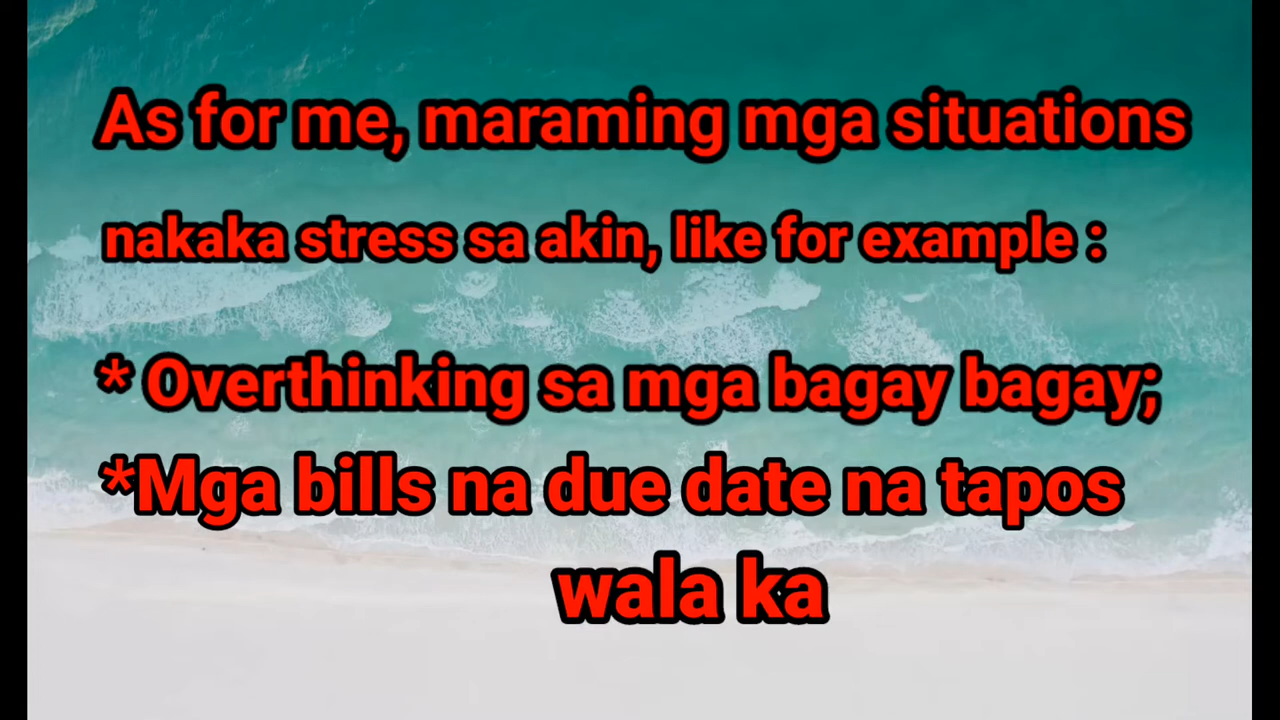 As for me, maraming mga situations
nakaka stress sa akin, like for example :
* Overthinking sa mga bagay bagay;
*Mga bills na due date na tapos
wala ka